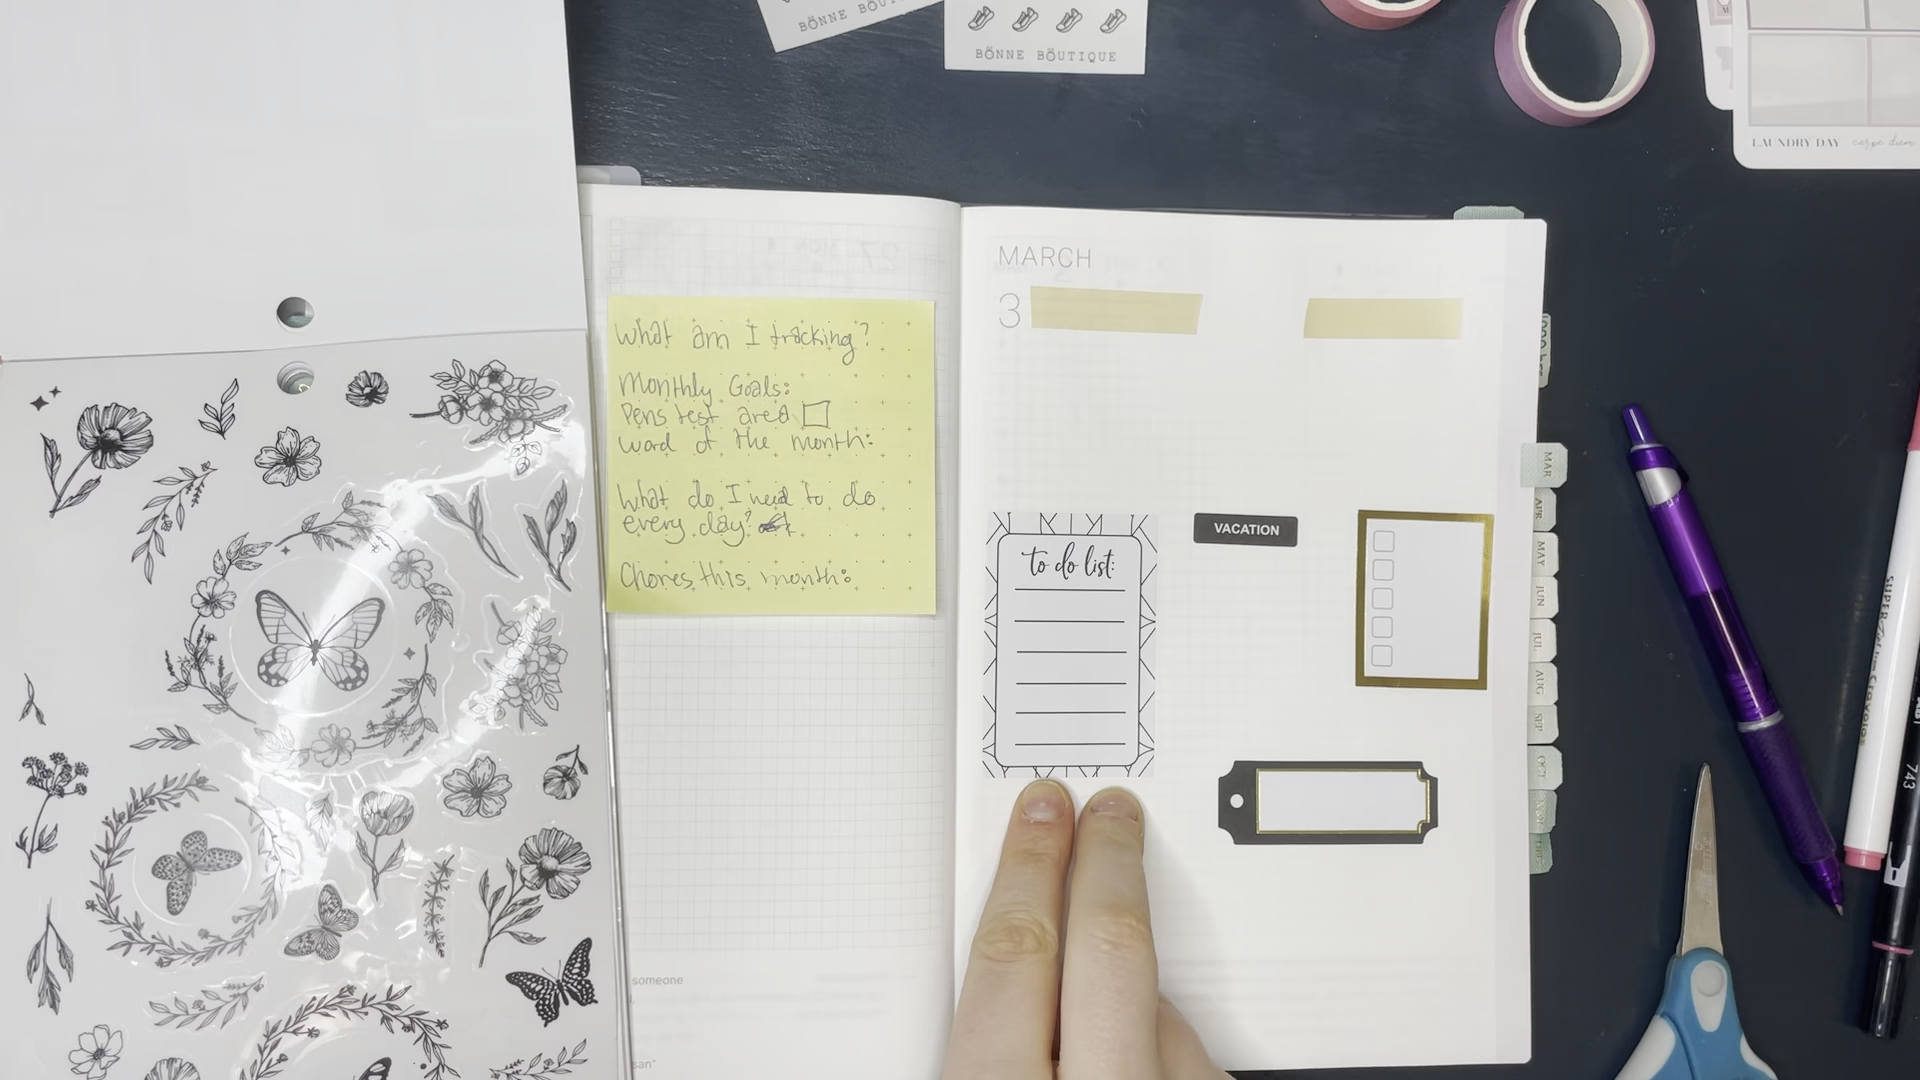 BÖNNE BÖUTIQUE
BÖNNE BÖUTIQUE
LAUNDRY DAY carpe diem
What am I tracking?
Monthly Goals:
Pens test area
word of the month:
What do I need to do
every day?
Chores this month:
someone
MARCH
3
to do list:
VACATION
MAR
APR
MAY
JUN
JUL
AUG
SEP
OCT
743